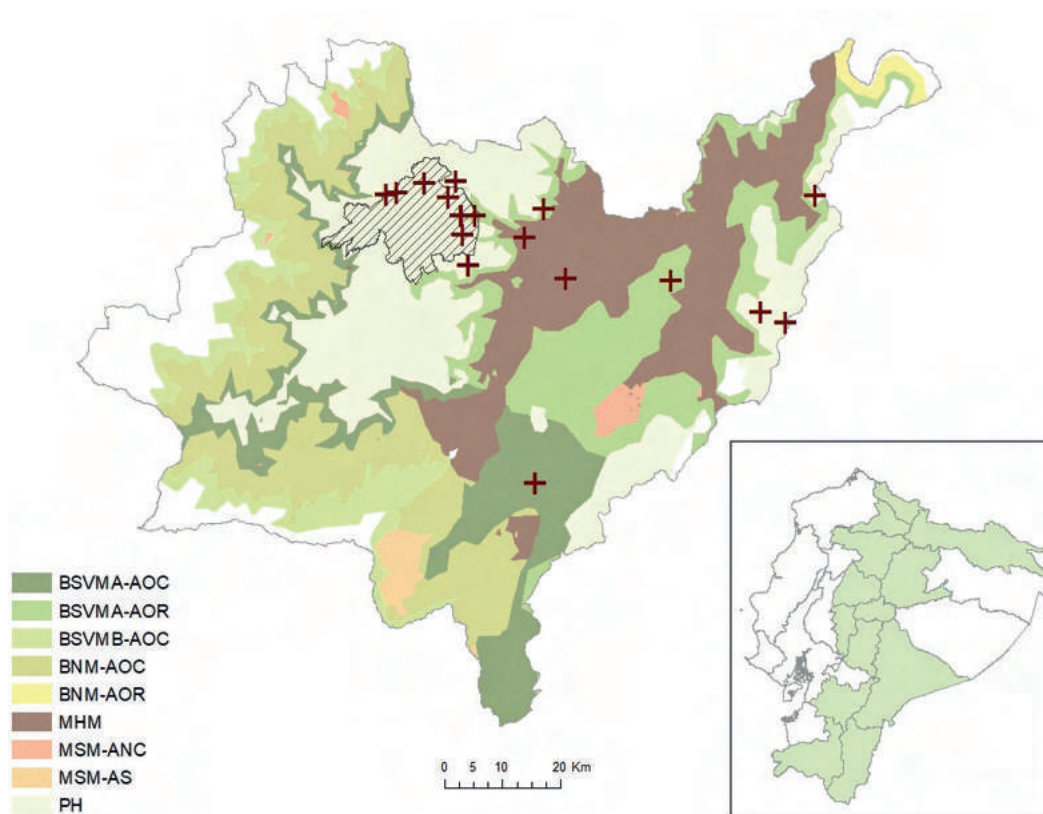 BSVMA-AOC
BSVMA-AOR
BSVMB-AOC
BNM-AOC
BNM-AOR
MHM
MSM-ANC
MSM-AS
PH
0 5 10 20 Km